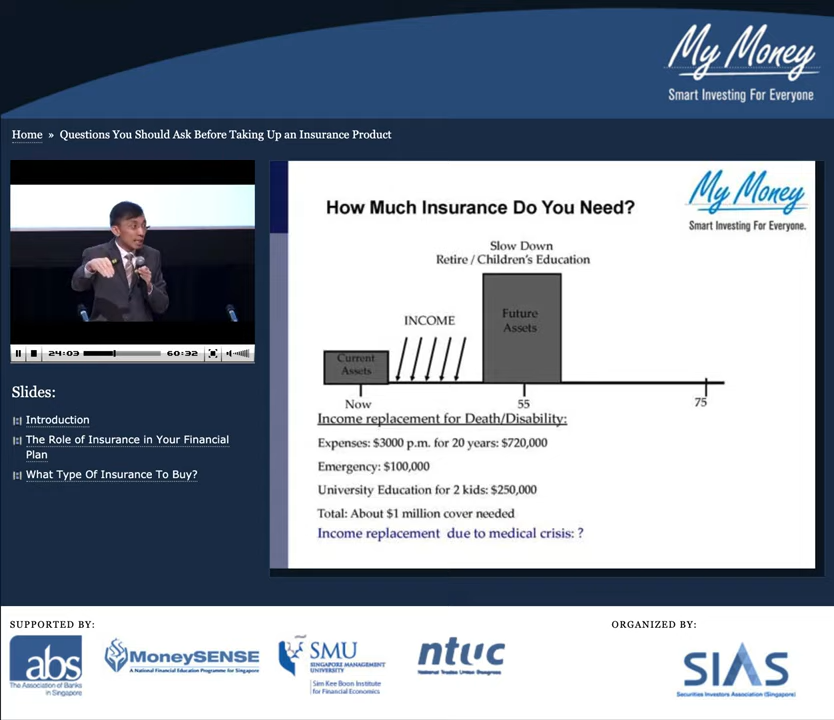 My Money
Smart Investing For Everyone
Home » Questions You Should Ask Before Taking Up an Insurance Product
24:03
60:32
Slides:
Introduction
The Role of Insurance in Your Financial
Plan
What Type Of Insurance To Buy?
How Much Insurance Do You Need?
My Money
Smart Investing For Everyone.
Slow Down
Retire / Children's Education
INCOME
Future
Assets
Current
Assets
Now
55
75
Income replacement for Death/Disability:
Expenses: $3000 p.m. for 20 years: $720,000
Emergency: $100,000
University Education for 2 kids: $250,000
Total: About $1 million cover needed
Income replacement due to medical crisis: ?
SUPPORTED BY:
ORGANIZED BY:
abs
The Association of Banks
in Singapore
MoneySENSE
A National Financial Education Programme for Singapore
SMU
SINGAPORE MANAGEMENT
UNIVERSITY
Sim Kee Boon Institute
for Financial Economics
ntuc
National Trades Union Congress
SIAS
Securities Investors Association (Singapore)